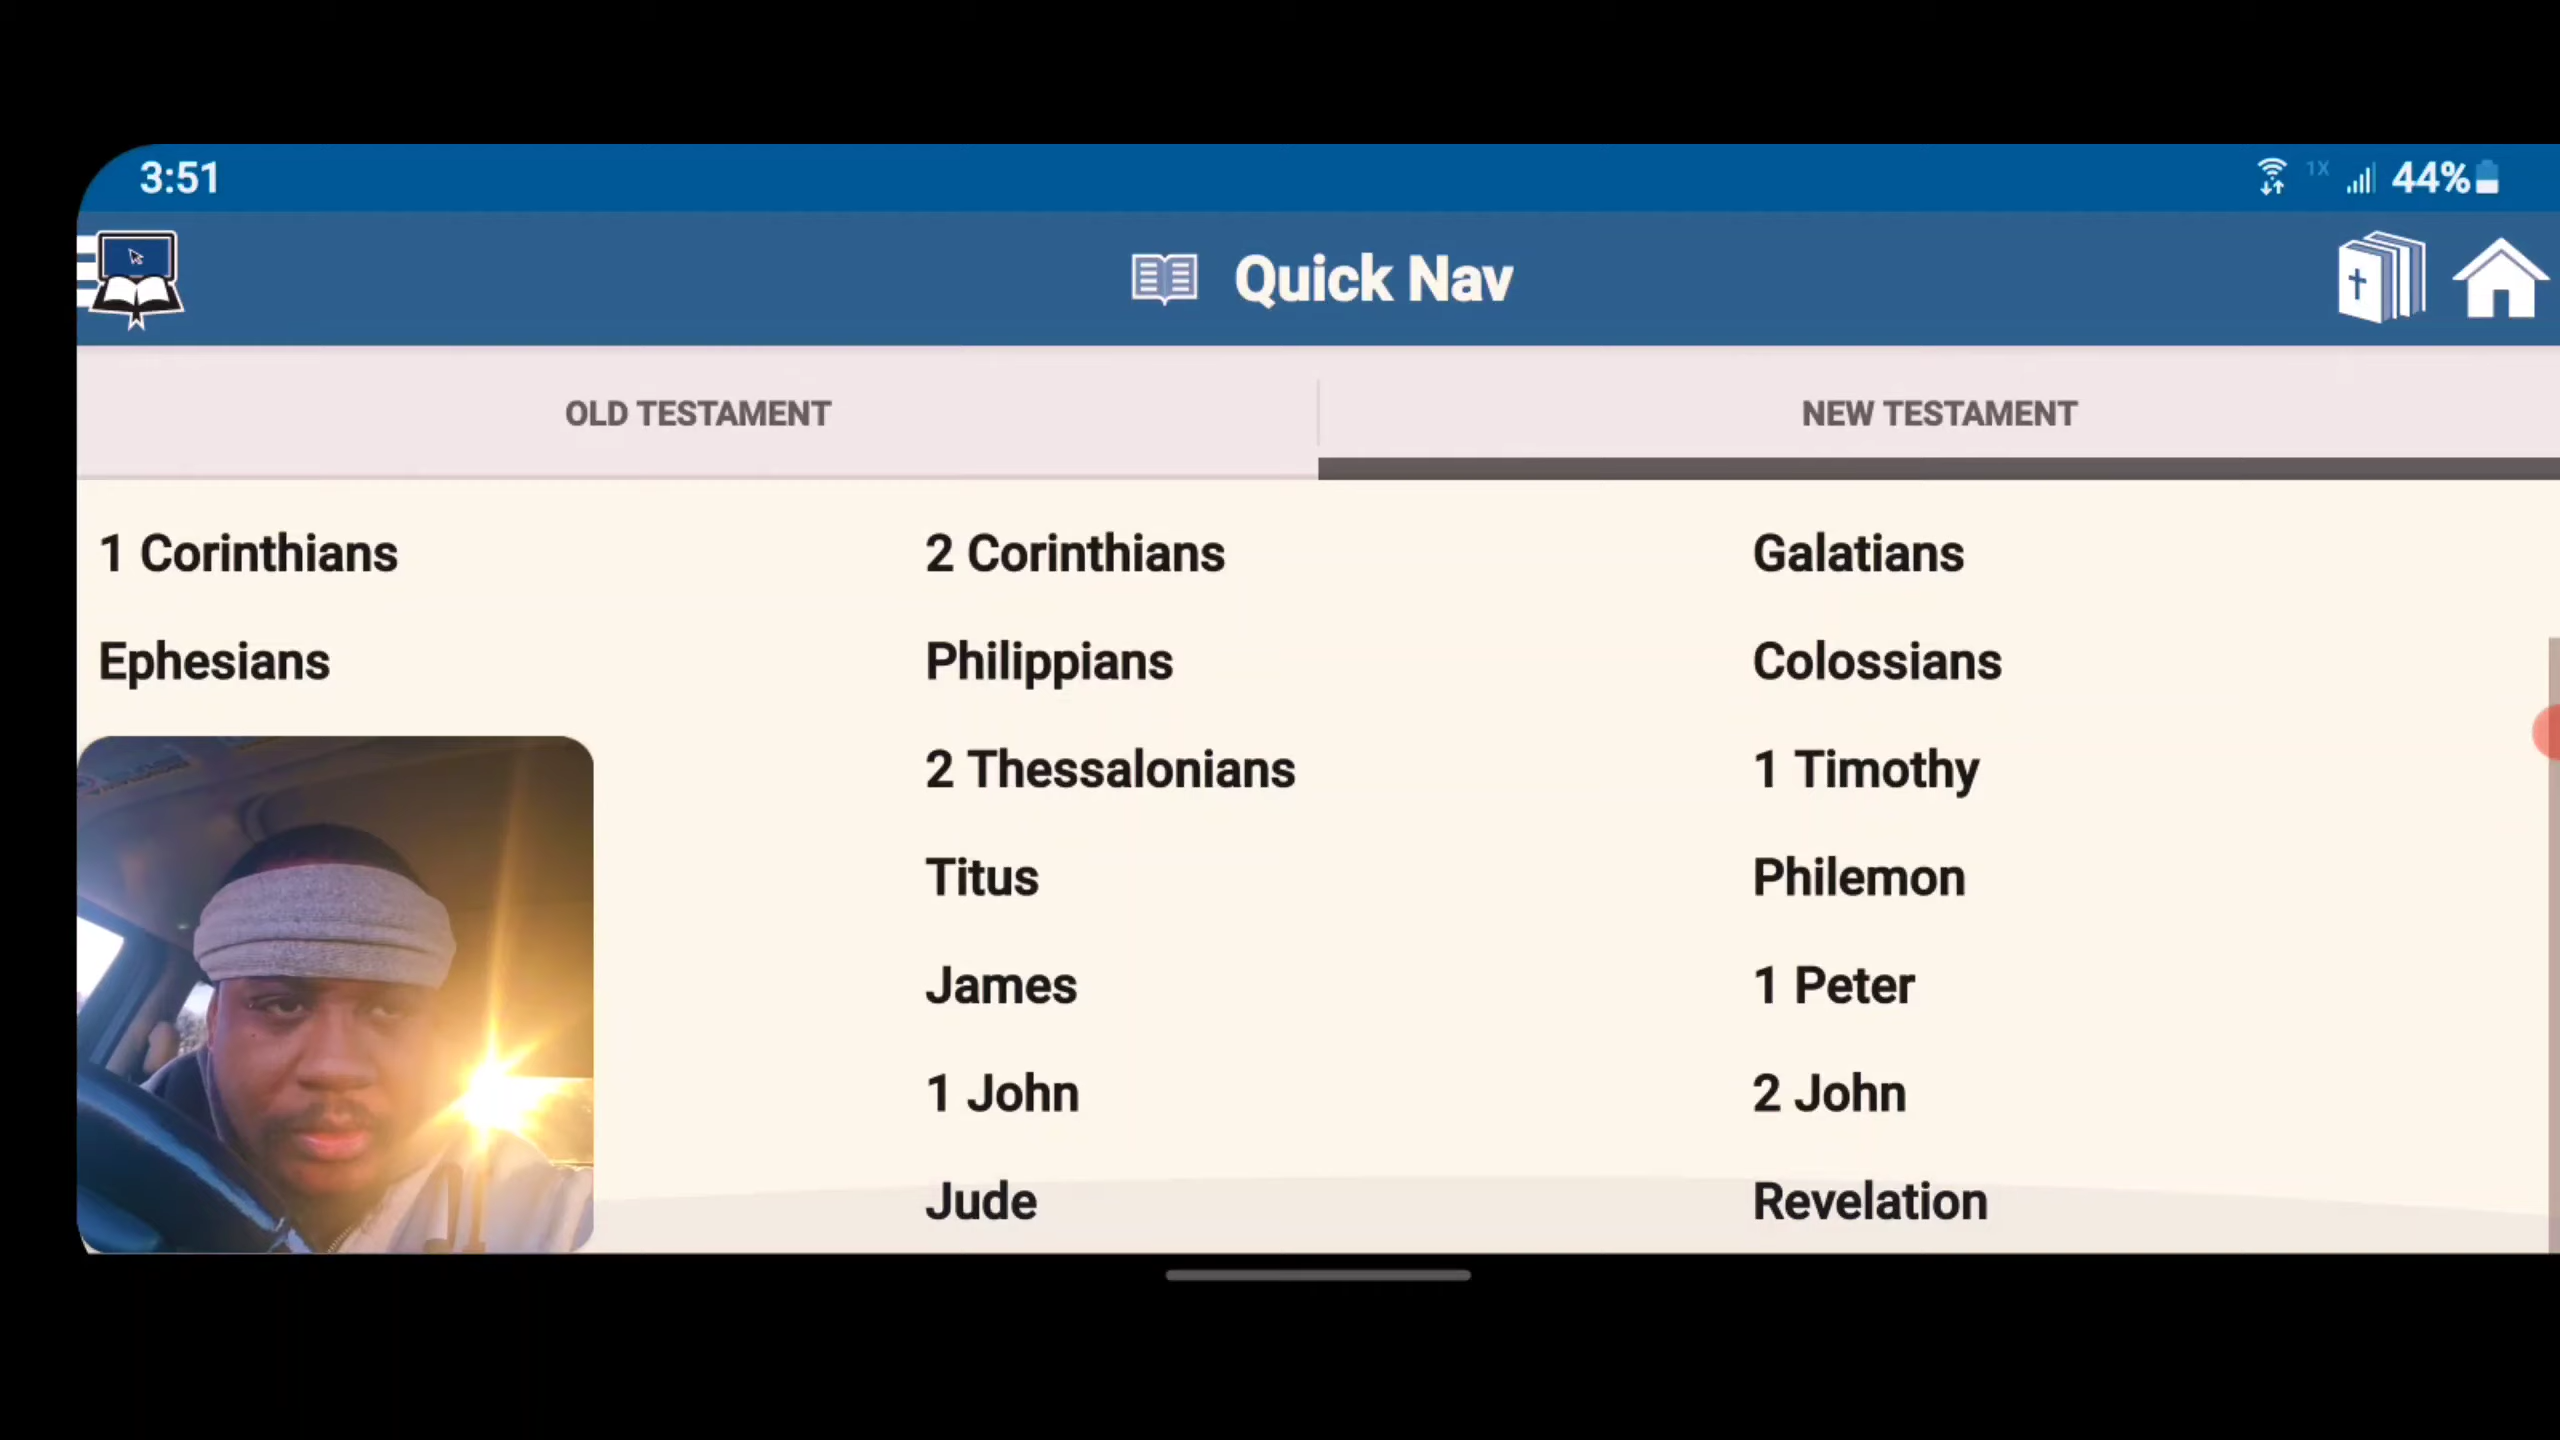 3:51 1X 44%
Quick Nav
OLD TESTAMENT NEW TESTAMENT
1 Corinthians 2 Corinthians Galatians
Ephesians Philippians Colossians
2 Thessalonians 1 Timothy
Titus Philemon
James 1 Peter
1 John 2 John
Jude Revelation